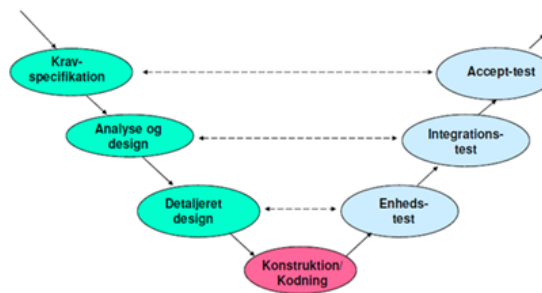 Krav-
specifikation
Accept-test
Analyse og
design
Integrations-
test
Detaljeret
design
Enheds-
test
Konstruktion/
Kodning